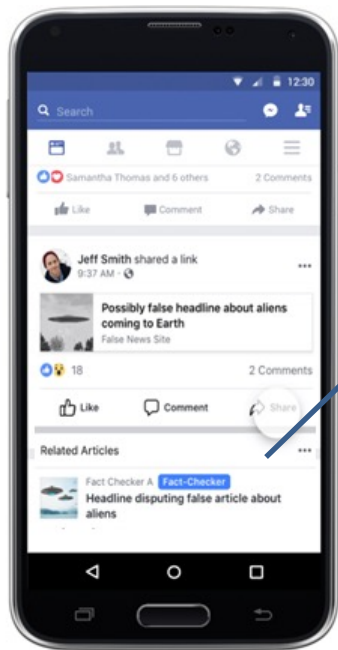 12:30
Search
Samantha Thomas and 6 others 2 Comments
Like Comment Share
Jeff Smith shared a link
9:37 AM ·
Possibly false headline about aliens
coming to Earth
False News Site
18 2 Comments
Like Comment Share
Related Articles
Fact Checker A Fact-Checker
Headline disputing false article about
aliens